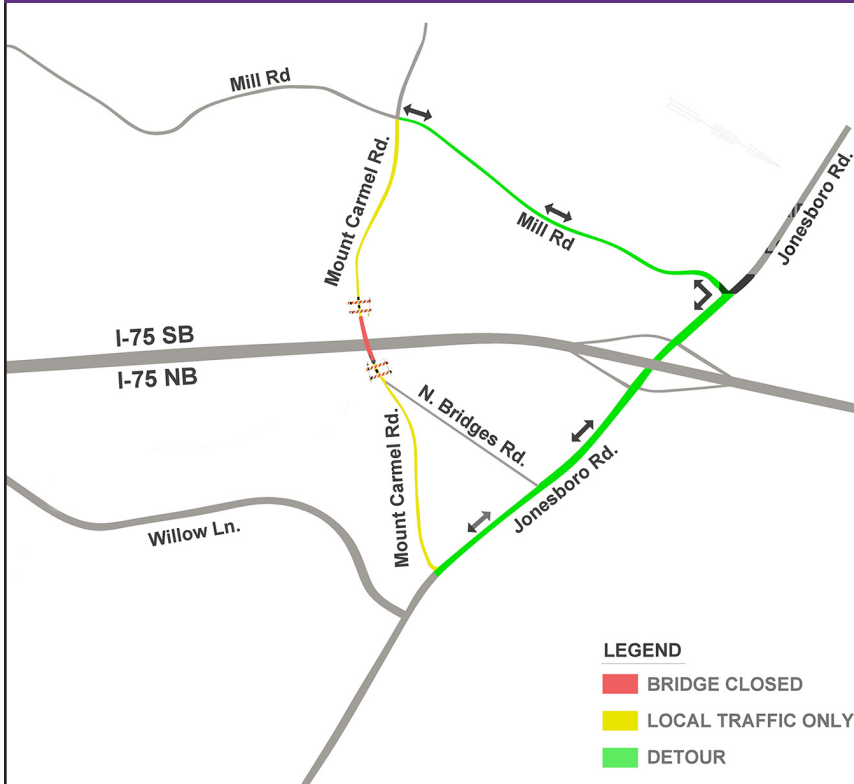 Mill Rd
Mount Carmel Rd.
Mill Rd
Jonesboro Rd.
I-75 SB
I-75 NB
N. Bridges Rd.
Mount Carmel Rd.
Jonesboro Rd.
Willow Ln.
LEGEND
BRIDGE CLOSED
LOCAL TRAFFIC ONLY
DETOUR